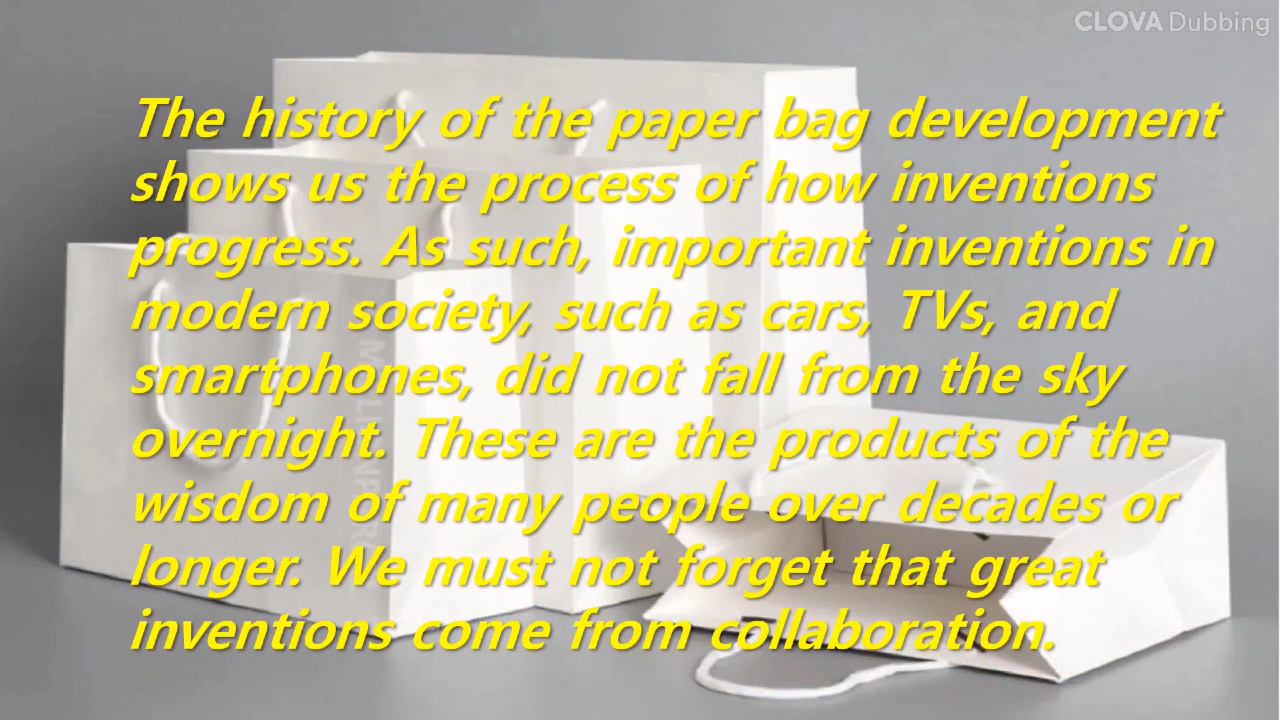 CLOVA Dubbing
The history of the paper bag development
shows us the process of how inventions
progress. As such, important inventions in
modern society, such as cars, TVs, and
smartphones, did not fall from the sky
overnight. These are the products of the
wisdom of many people over decades or
longer. We must not forget that great
inventions come from collaboration.